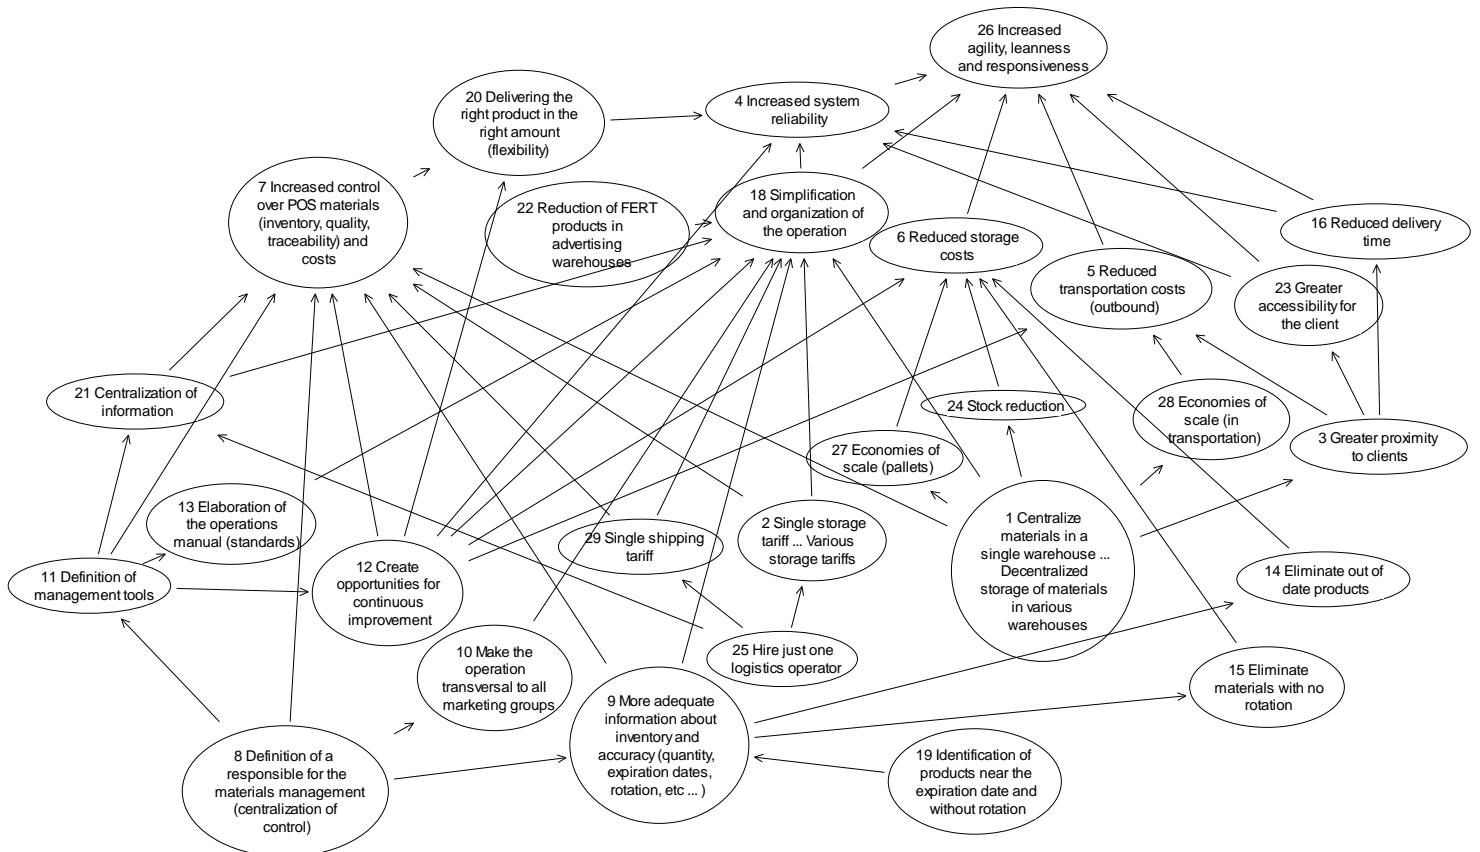 26 Increased
agility, leanness
and responsiveness
20 Delivering the
right product in the
right amount
(flexibility)
4 Increased system
reliability
7 Increased control
over POS materials
(inventory, quality,
traceability) and
costs
22 Reduction of FERT
products in
advertising
warehouses
18 Simplification
and organization of
the operation
6 Reduced storage
costs
16 Reduced delivery
time
5 Reduced
transportation costs
(outbound)
23 Greater
accessibility for
the client
21 Centralization of
information
24 Stock reduction
28 Economies of
scale (in
transportation)
3 Greater proximity
to clients
27 Economies of
scale (pallets)
13 Elaboration of
the operations
manual (standards)
29 Single shipping
tariff
2 Single storage
tariff ... Various
storage tariffs
1 Centralize
materials in a
single warehouse ...
Decentralized
storage of materials
in various
warehouses
11 Definition of
management tools
12 Create
opportunities for
continuous
improvement
14 Eliminate out of
date products
10 Make the
operation
transversal to all
marketing groups
25 Hire just one
logistics operator
15 Eliminate
materials with no
rotation
9 More adequate
information about
inventory and
accuracy (quantity,
expiration dates,
rotation, etc ... )
8 Definition of a
responsible for the
materials management
(centralization of
control)
19 Identification of
products near the
expiration date and
without rotation